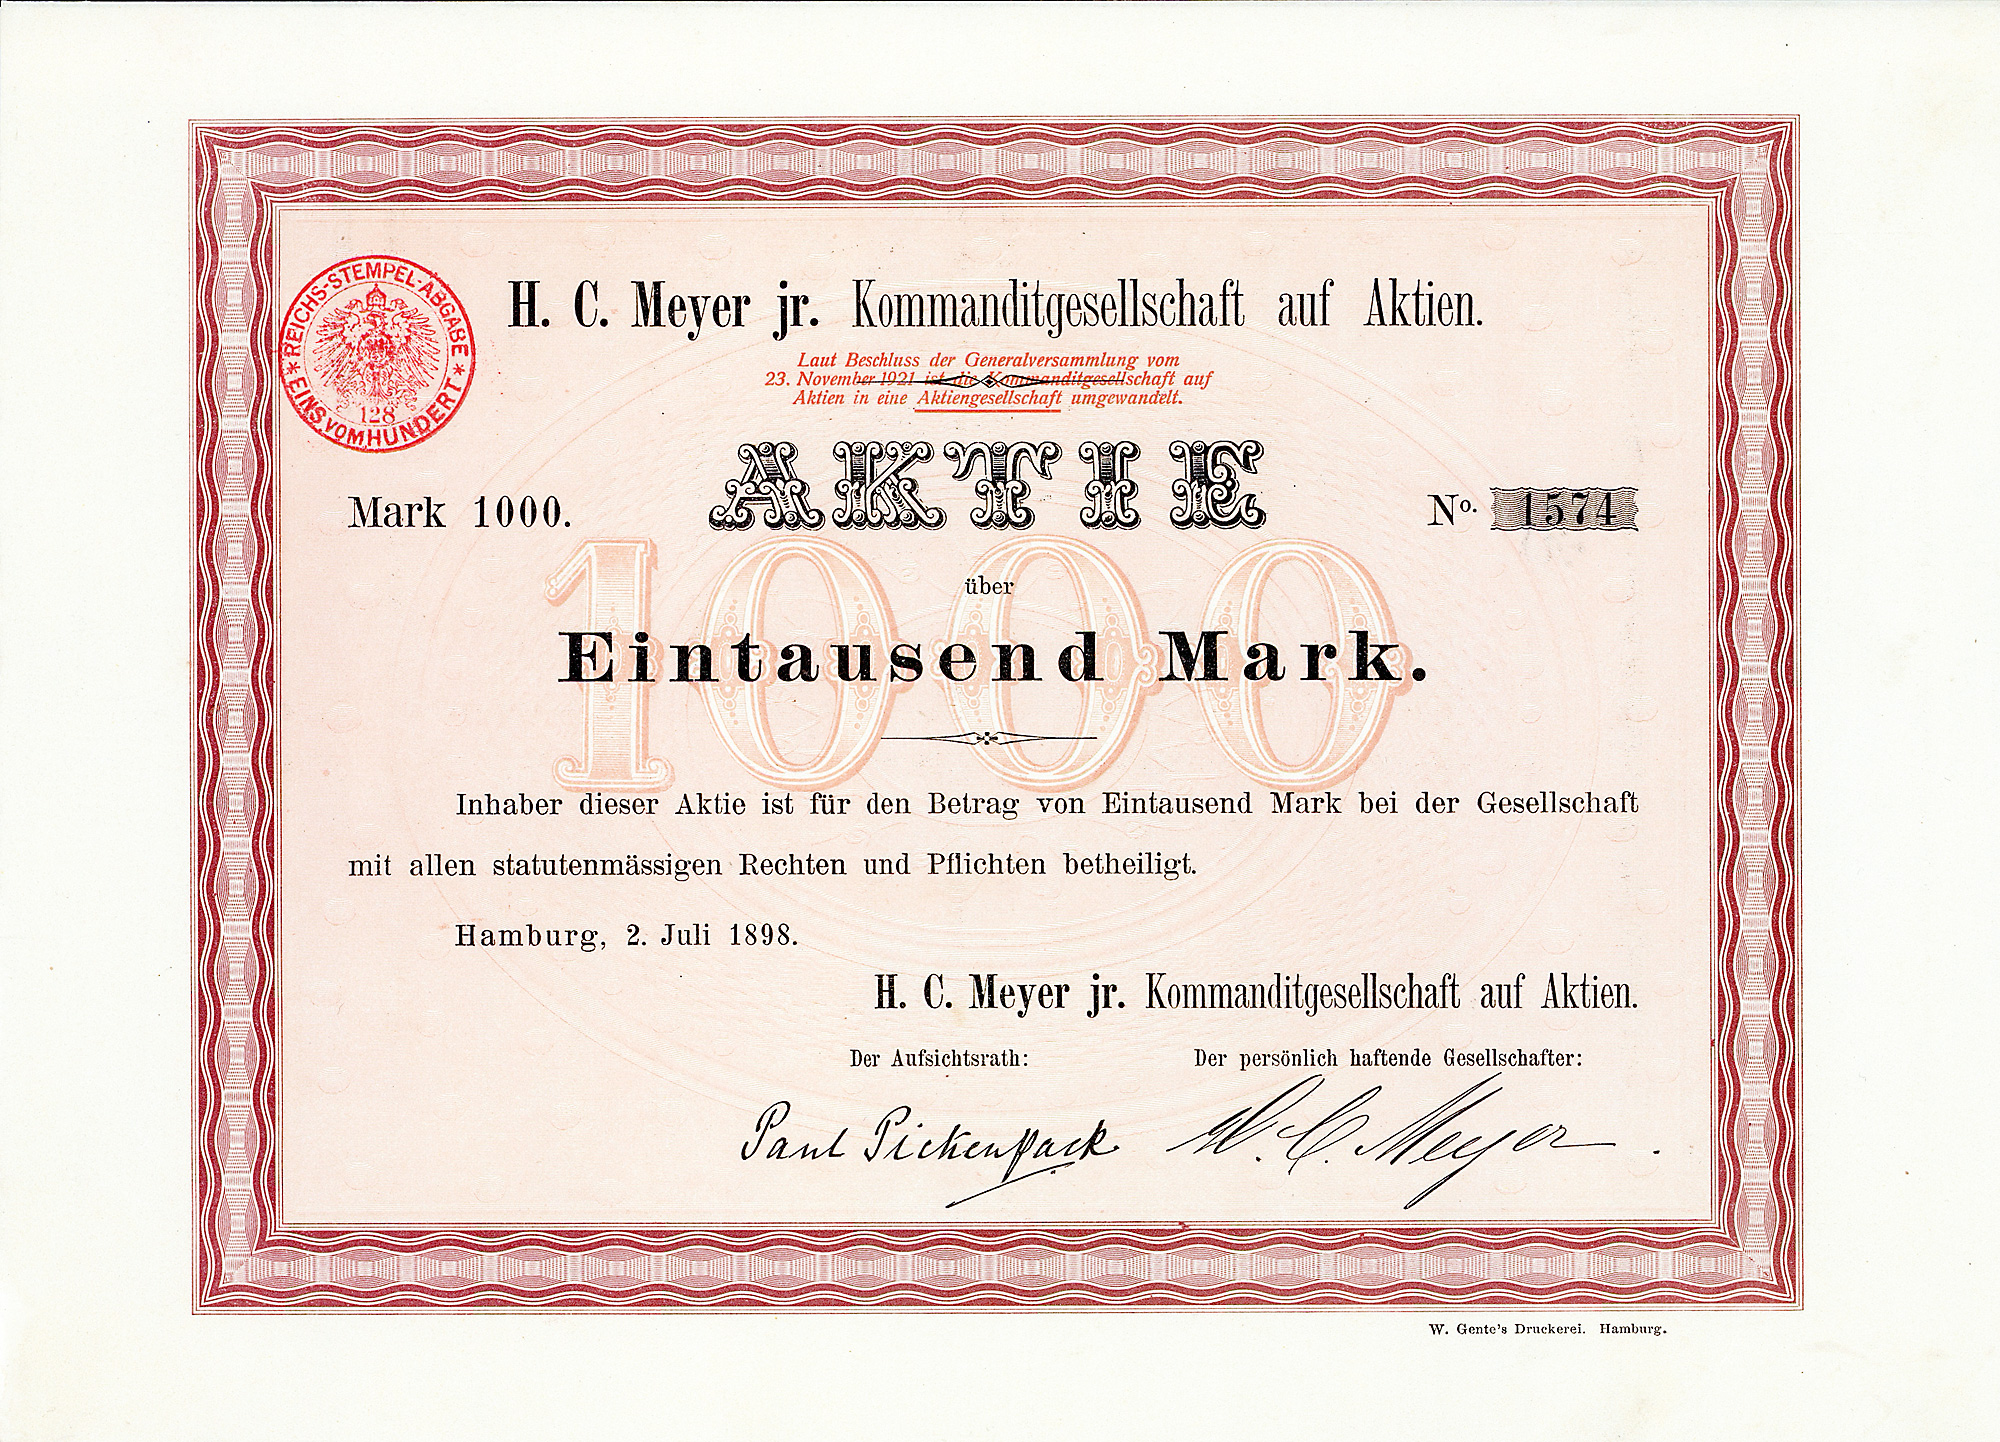 REICHS-STEMPEL-ABGABE
* EINS VOM HUNDERT *
128
H. C. Meyer jr. Kommanditgesellschaft auf Aktien.
Laut Beschluss der Generalversammlung vom
23. November 1921 ist die Kommanditgesellschaft auf
Aktien in eine Aktiengesellschaft umgewandelt.
AKTIE
Mark 1000.
No. 1574
1000
über
Eintausend Mark.
Inhaber dieser Aktie ist für den Betrag von Eintausend Mark bei der Gesellschaft
mit allen statutenmässigen Rechten und Pflichten betheiligt.
Hamburg, 2. Juli 1898.
H. C. Meyer jr. Kommanditgesellschaft auf Aktien.
Der Aufsichtsrath:
Der persönlich haftende Gesellschafter:
Paul Pickenpack
H. C. Meyer
W. Gente's Druckerei. Hamburg.